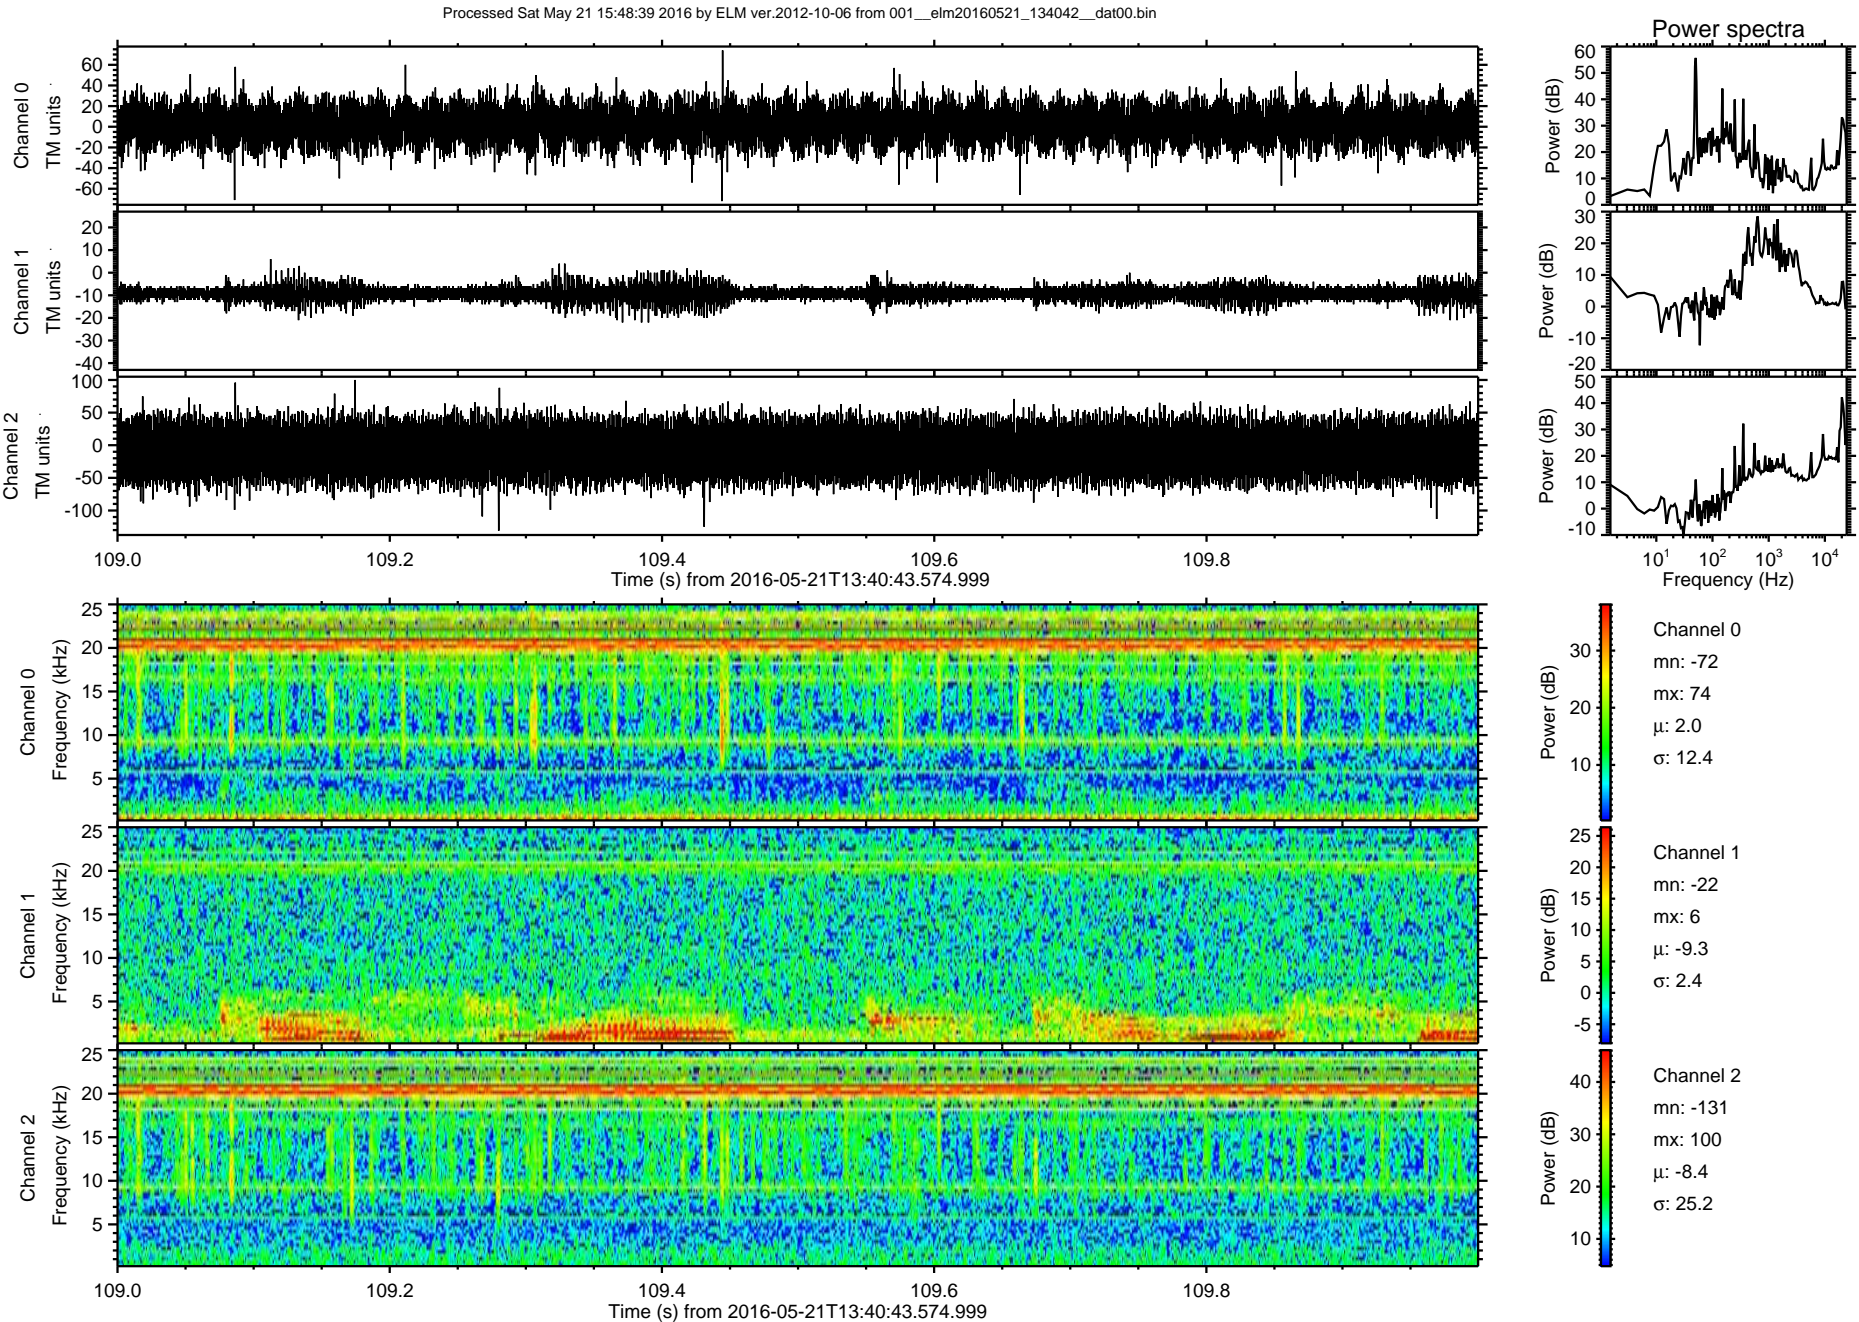 Processed Sat May 21 15:48:39 2016 by ELM ver.2012-10-06 from 001__elm20160521_134042__dat00.bin
Power spectra
Channel 0
TM units
60
40
20
0
-20
-40
-60
Power (dB)
60
50
40
30
20
10
0
Channel 1
TM units
20
10
0
-10
-20
-30
-40
Power (dB)
30
20
10
0
-10
-20
Channel 2
TM units
100
50
0
-50
-100
Power (dB)
50
40
30
20
10
0
-10
109.0 109.2 109.4 109.6 109.8
Time (s) from 2016-05-21T13:40:43.574.999
10^1 10^2 10^3 10^4
Frequency (Hz)
Channel 0
Frequency (kHz)
25
20
15
10
5
Power (dB)
30
20
10
Channel 0
mn: -72
mx: 74
μ: 2.0
σ: 12.4
Channel 1
Frequency (kHz)
25
20
15
10
5
Power (dB)
25
20
15
10
5
0
-5
Channel 1
mn: -22
mx: 6
μ: -9.3
σ: 2.4
Channel 2
Frequency (kHz)
25
20
15
10
5
Power (dB)
40
30
20
10
Channel 2
mn: -131
mx: 100
μ: -8.4
σ: 25.2
109.0 109.2 109.4 109.6 109.8
Time (s) from 2016-05-21T13:40:43.574.999